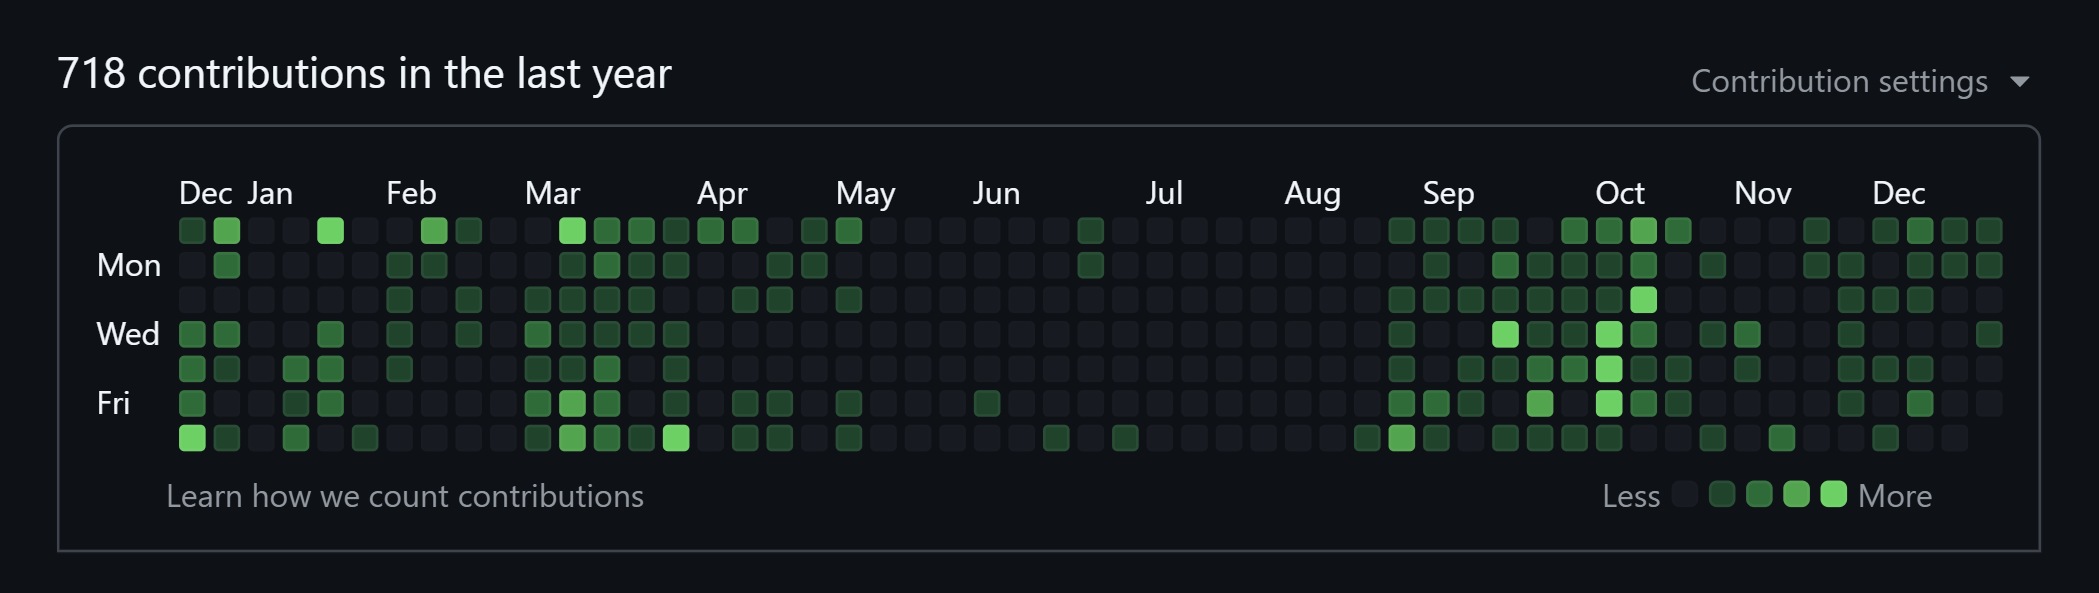 718 contributions in the last year
Contribution settings
Dec Jan Feb Mar Apr May Jun Jul Aug Sep Oct Nov Dec
Mon
Wed
Fri
Learn how we count contributions
Less More